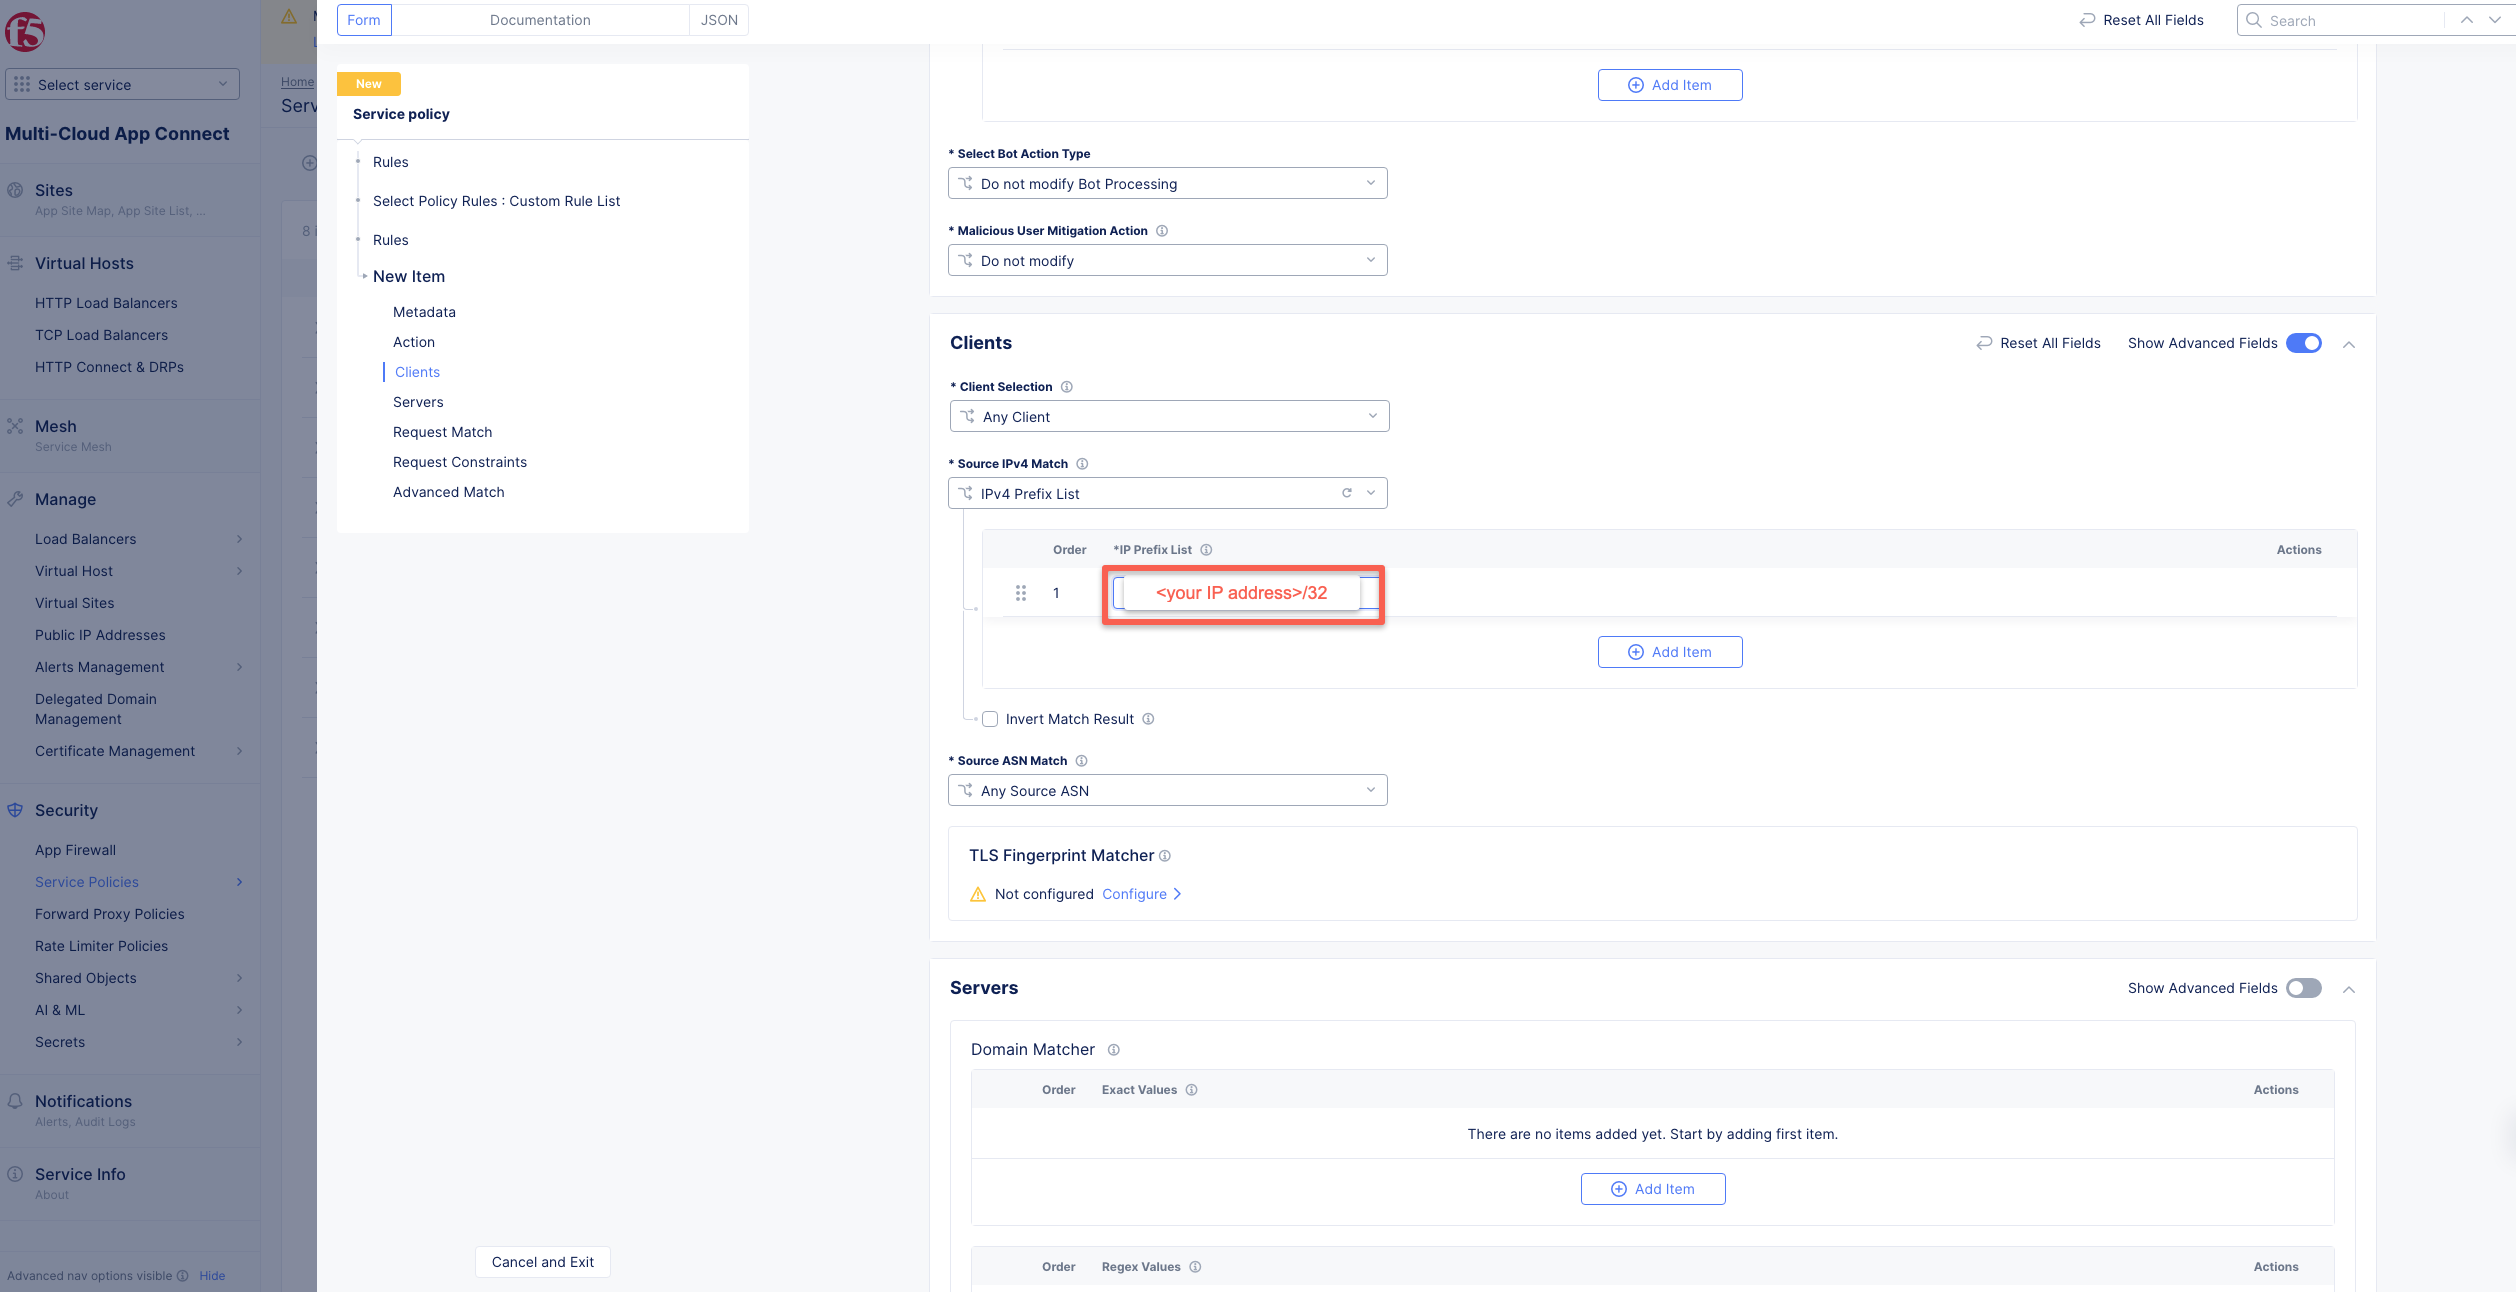 Form
Documentation
JSON
Reset All Fields
Search
f5
Select service
Home
Serv
Multi-Cloud App Connect
Sites
App Site Map, App Site List, ...
8 i
Virtual Hosts
HTTP Load Balancers
TCP Load Balancers
HTTP Connect & DRPs
Mesh
Service Mesh
Manage
Load Balancers
Virtual Host
Virtual Sites
Public IP Addresses
Alerts Management
Delegated Domain
Management
Certificate Management
Security
App Firewall
Service Policies
Forward Proxy Policies
Rate Limiter Policies
Shared Objects
AI & ML
Secrets
Notifications
Alerts, Audit Logs
Service Info
About
Advanced nav options visible Hide
New
Service policy
Rules
Select Policy Rules : Custom Rule List
Rules
New Item
Metadata
Action
Clients
Servers
Request Match
Request Constraints
Advanced Match
Cancel and Exit
Add Item
* Select Bot Action Type
Do not modify Bot Processing
* Malicious User Mitigation Action
Do not modify
Clients
Reset All Fields
Show Advanced Fields
* Client Selection
Any Client
* Source IPv4 Match
IPv4 Prefix List
Order *IP Prefix List Actions
1 <your IP address>/32
Add Item
Invert Match Result
* Source ASN Match
Any Source ASN
TLS Fingerprint Matcher
Not configured Configure
Servers
Show Advanced Fields
Domain Matcher
Order Exact Values Actions
There are no items added yet. Start by adding first item.
Add Item
Order Regex Values Actions